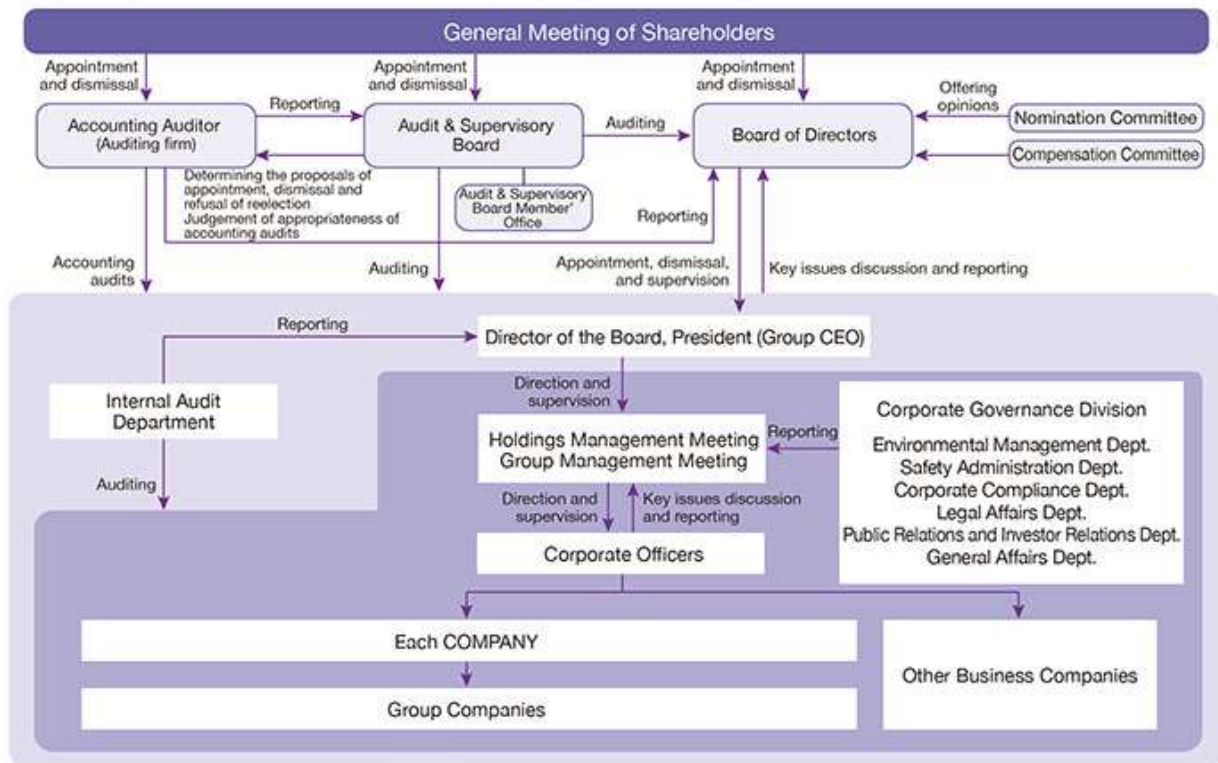 General Meeting of Shareholders
Appointment
and dismissal
Appointment
and dismissal
Appointment
and dismissal
Accounting Auditor
(Auditing firm)
Reporting
Audit & Supervisory
Board
Auditing
Board of Directors
Offering
opinions
Nomination Committee
Compensation Committee
Determining the proposals of
appointment, dismissal and
refusal of reelection
Judgement of appropriateness of
accounting audits
Audit & Supervisory
Board Member'
Office
Reporting
Accounting
audits
Auditing
Appointment, dismissal,
and supervision
Key issues discussion and reporting
Reporting
Director of the Board, President (Group CEO)
Internal Audit
Department
Auditing
Direction and
supervision
Holdings Management Meeting
Group Management Meeting
Reporting
Corporate Governance Division
Environmental Management Dept.
Safety Administration Dept.
Corporate Compliance Dept.
Legal Affairs Dept.
Public Relations and Investor Relations Dept.
General Affairs Dept.
Direction and
supervision
Key issues discussion
and reporting
Corporate Officers
Each COMPANY
Group Companies
Other Business Companies